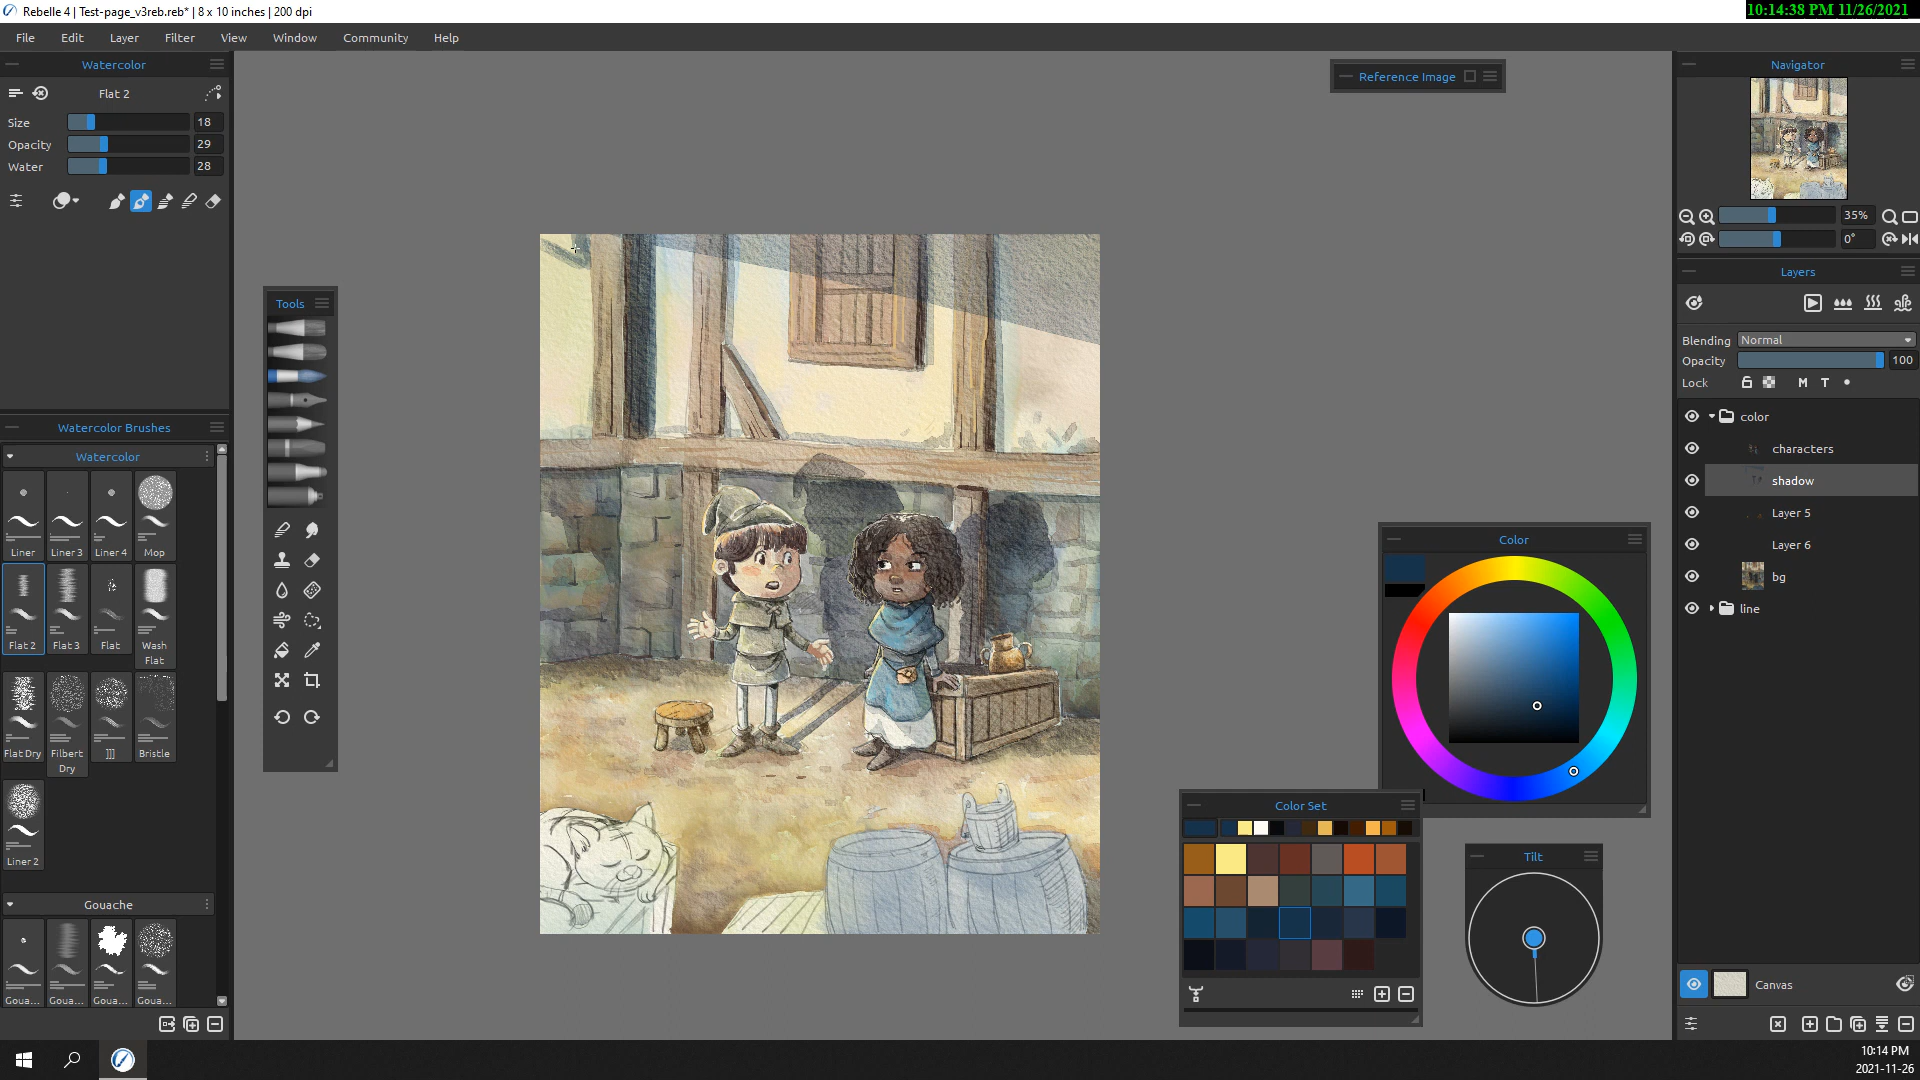 Rebelle 4 | Test-page_v3reb.reb* | 8 x 10 inches | 200 dpi
10:14:38 PM 11/26/2021
File Edit Layer Filter View Window Community Help
Watercolor
Flat 2
Size 18
Opacity 29
Water 28
Watercolor Brushes
Watercolor
Liner Liner 3 Liner 4 Mop
Flat 2 Flat 3 Flat Wash Flat
Flat Dry Filbert Dry ]]] Bristle
Liner 2
Gouache
Goua... Goua... Goua... Goua...
Tools
Reference Image
Color
Color Set
Tilt
Navigator
35%
0°
Layers
Blending Normal
Opacity 100
Lock M T
color
characters
shadow
Layer 5
Layer 6
bg
line
Canvas
10:14 PM
2021-11-26